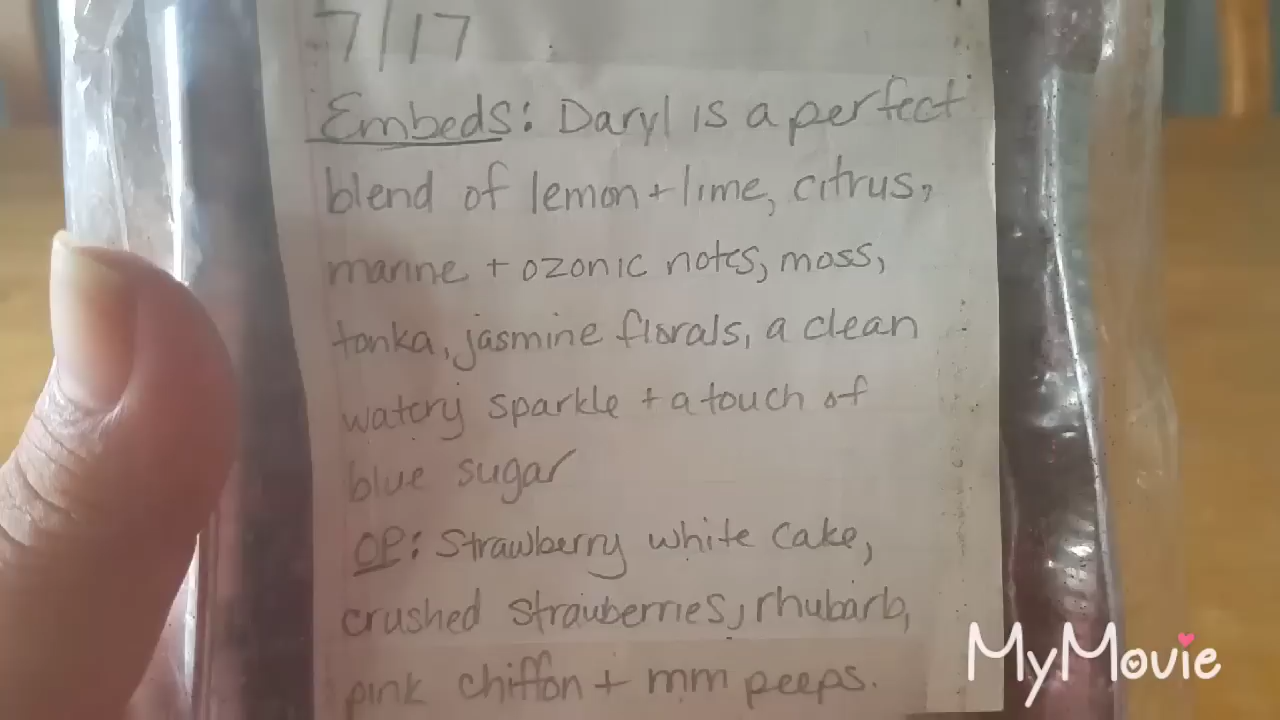 7/17
Embeds: Daryl is a perfect
blend of lemon + lime, citrus,
marine + ozonic notes, moss,
tonka, jasmine florals, a clean
watery sparkle + a touch of
blue sugar
OP: Strawberry white cake,
crushed strawberries, rhubarb,
pink chiffon + mm peeps.
MyMovie